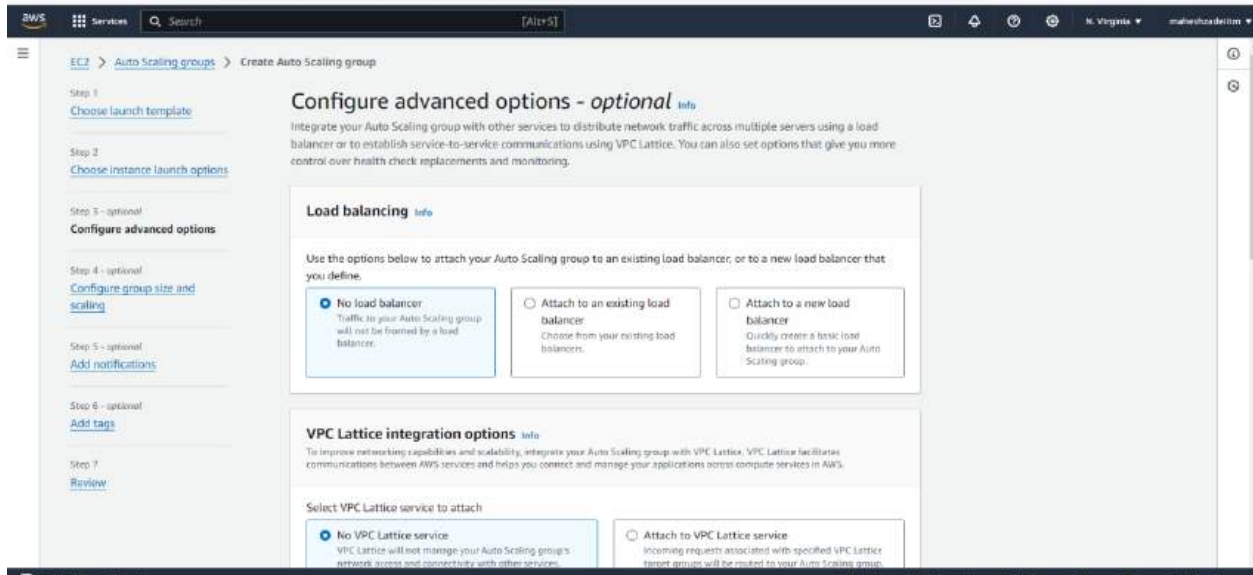 aws
Services
Search
[Alt+S]
N. Virginia
EC2 > Auto Scaling groups > Create Auto Scaling group
Step 1
Choose launch template
Step 2
Choose instance launch options
Step 3 - optional
Configure advanced options
Step 4 - optional
Configure group size and
scaling
Step 5 - optional
Add notifications
Step 6 - optional
Add tags
Step 7
Review
Configure advanced options - optional Info
Integrate your Auto Scaling group with other services to distribute network traffic across multiple servers using a load
balancer or to establish service-to-service communications using VPC Lattice. You can also set options that give you more
control over health check replacements and monitoring.
Load balancing Info
Use the options below to attach your Auto Scaling group to an existing load balancer, or to a new load balancer that
you define.
No load balancer
Traffic to your Auto Scaling group
will not be fronted by a load
balancer.
Attach to an existing load
balancer
Choose from your existing load
balancers.
Attach to a new load
balancer
Quickly create a basic load
balancer to attach to your Auto
Scaling group.
VPC Lattice integration options Info
To improve networking capabilities and scalability, integrate your Auto Scaling group with VPC Lattice. VPC Lattice facilitates
communications between AWS services and helps you connect and manage your applications across compute services in AWS.
Select VPC Lattice service to attach
No VPC Lattice service
VPC Lattice will not manage your Auto Scaling group's
network access and connectivity with other services.
Attach to VPC Lattice service
Incoming requests associated with specified VPC Lattice
target groups will be routed to your Auto Scaling group.